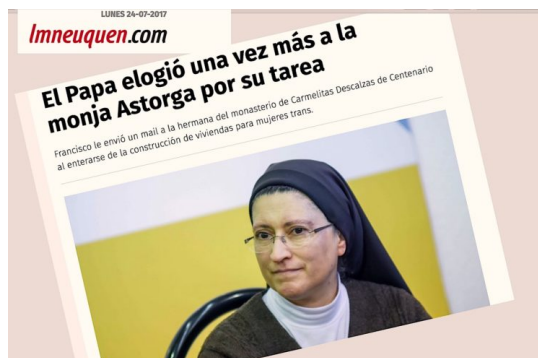 LUNES 24-07-2017
lmneuquen.com
El Papa elogió una vez más a la
monja Astorga por su tarea
Francisco le envió un mail a la hermana del monasterio de Carmelitas Descalzas de Centenario
al enterarse de la construcción de viviendas para mujeres trans.